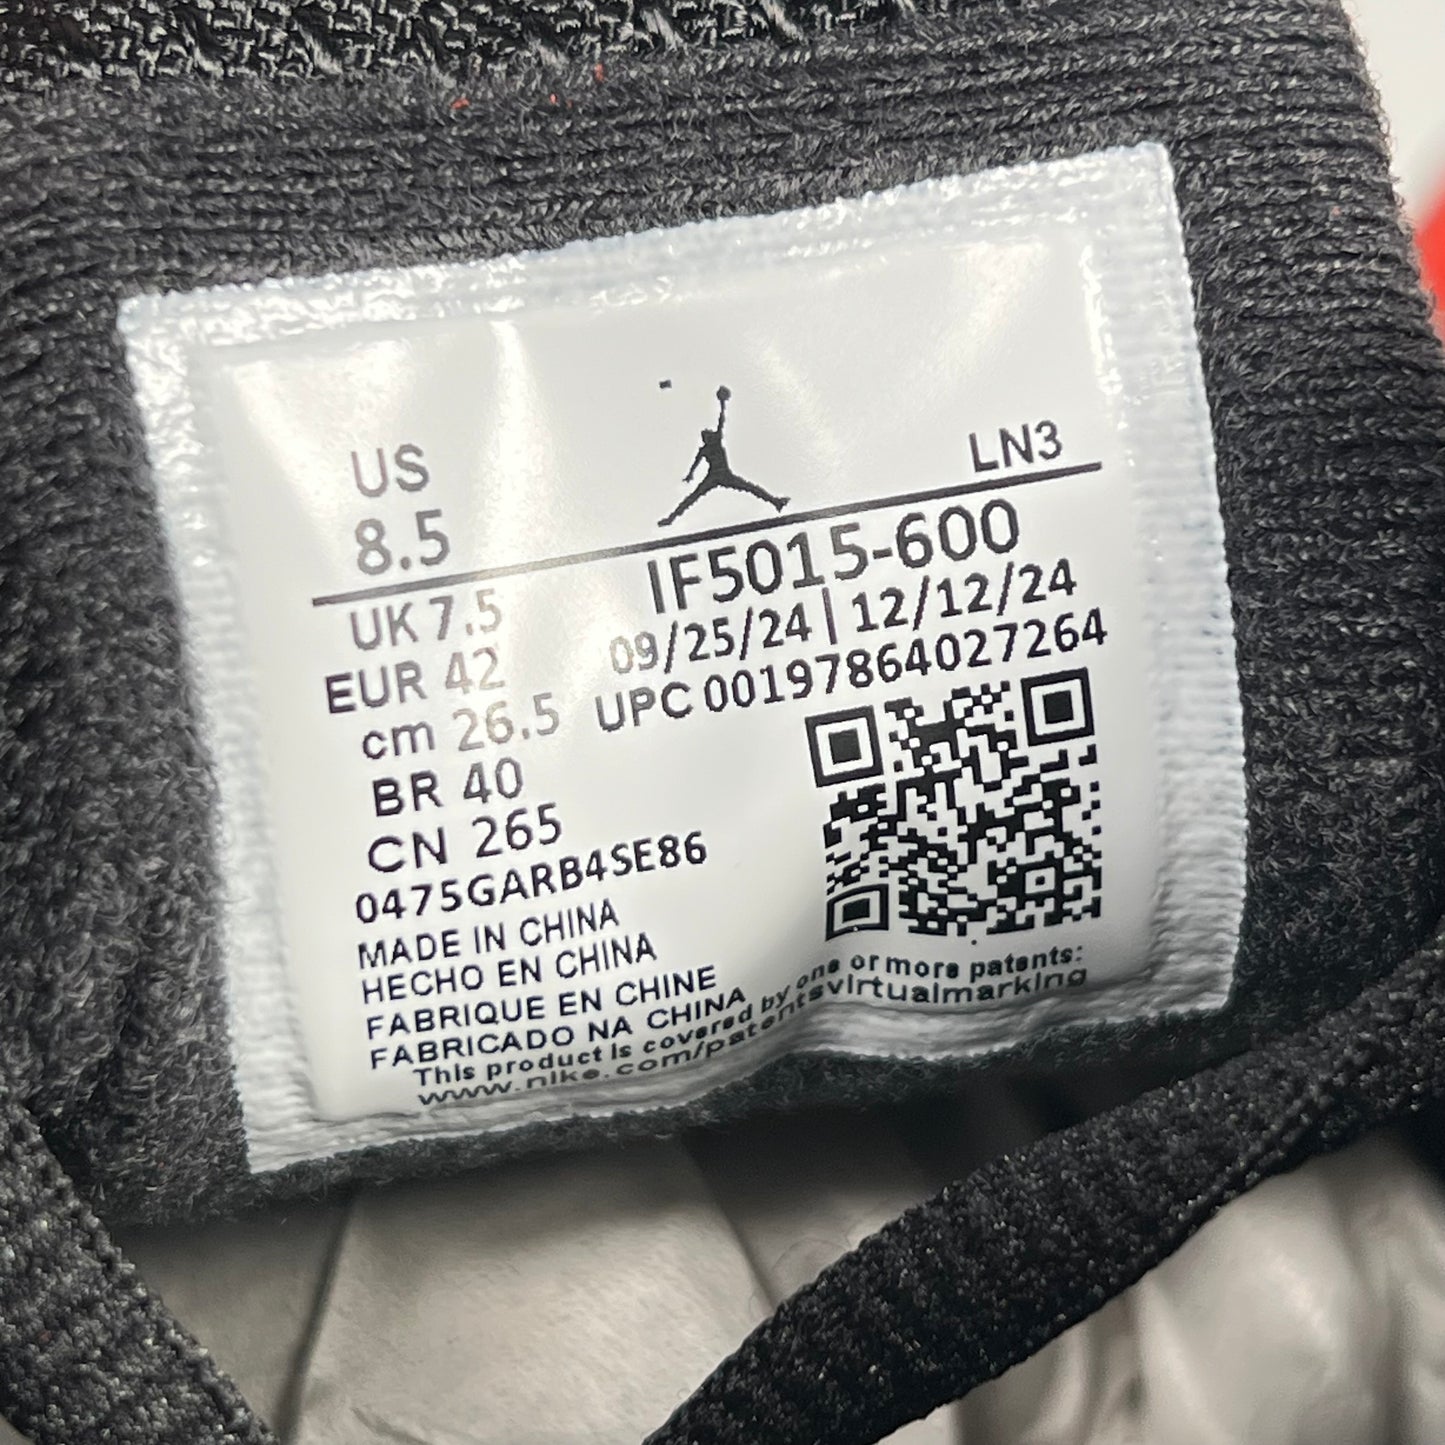 US
8.5
LN3
UK 7.5
IF5015-600
EUR 42
09/25/24 | 12/12/24
cm 26.5
UPC 00197864027264
BR 40
CN 265
0475GARB4SE86
MADE IN CHINA
HECHO EN CHINA
FABRIQUE EN CHINE
FABRICADO NA CHINA
This product is covered by one or more patents:
www.nike.com/patentsvirtualmarking